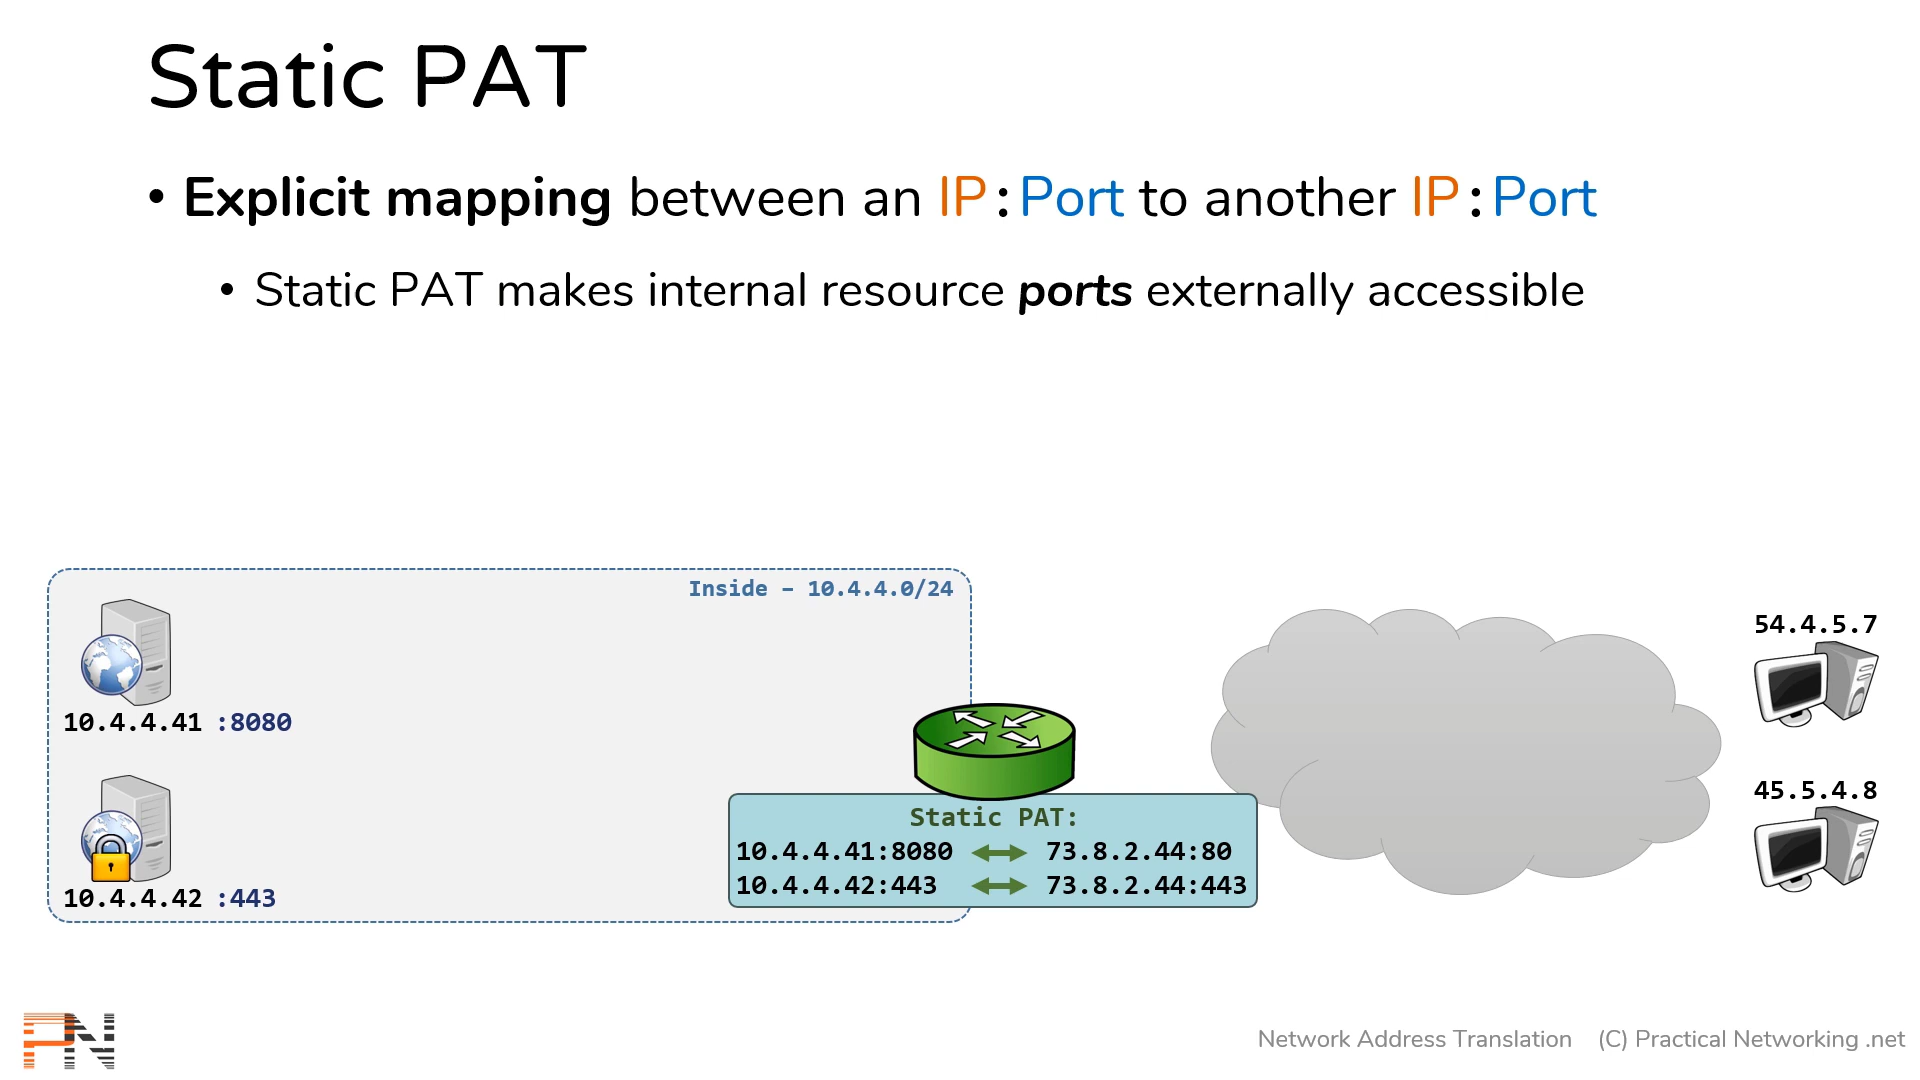 Static PAT
• Explicit mapping between an IP:Port to another IP:Port
• Static PAT makes internal resource ports externally accessible
Inside – 10.4.4.0/24
54.4.5.7
10.4.4.41 :8080
45.5.4.8
Static PAT:
10.4.4.41:8080 73.8.2.44:80
10.4.4.42:443 73.8.2.44:443
10.4.4.42 :443
PN
Network Address Translation (C) Practical Networking .net